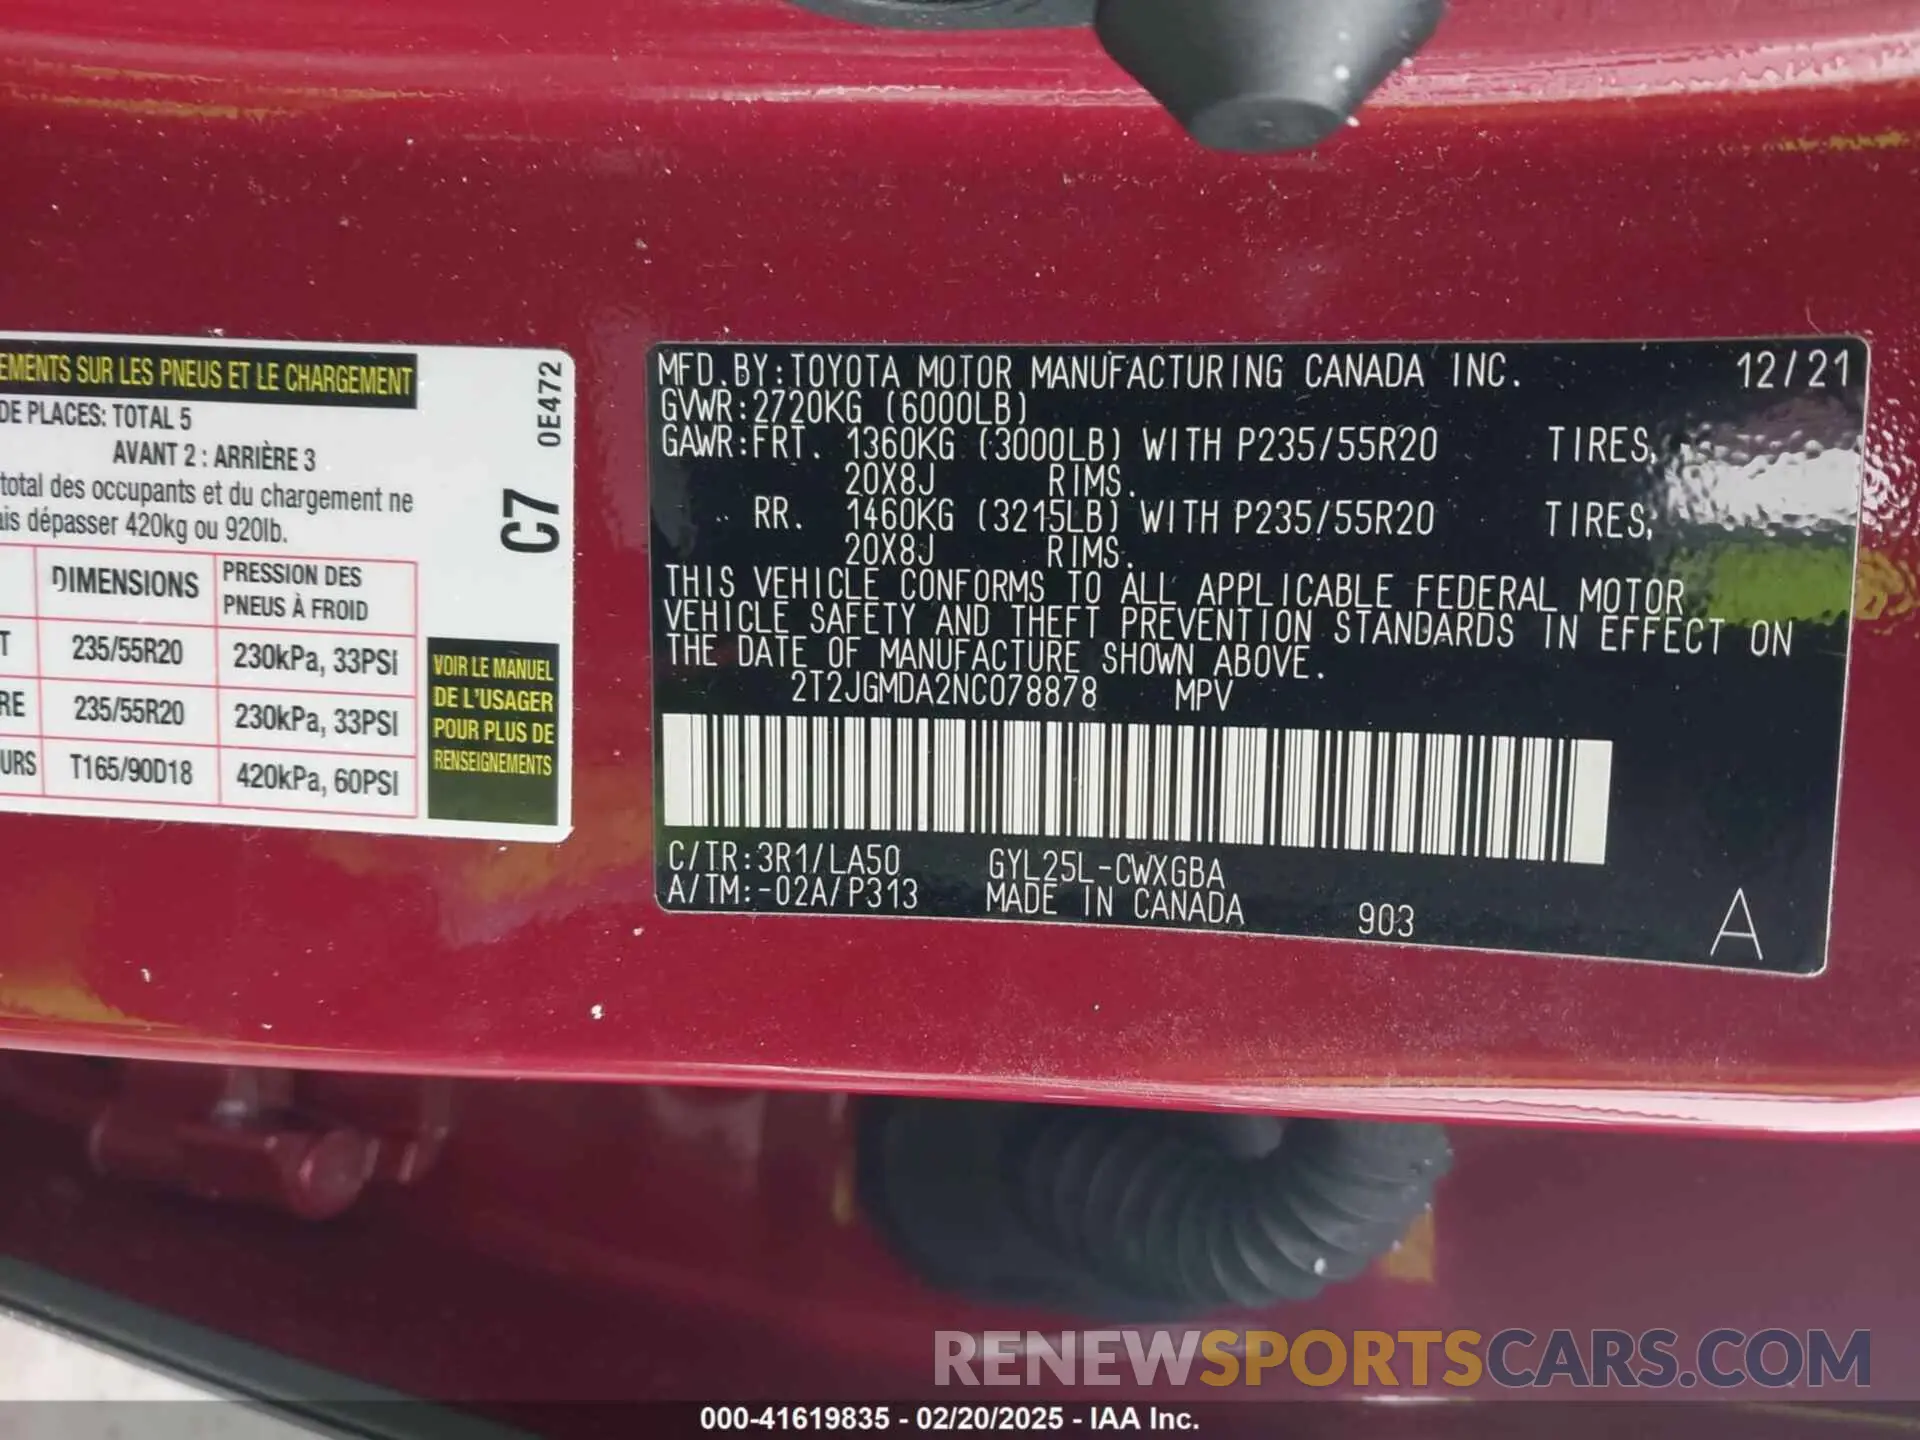 EMENTS SUR LES PNEUS ET LE CHARGEMENT
DE PLACES: TOTAL 5
AVANT 2 : ARRIÈRE 3
total des occupants et du chargement ne
is dépasser 420kg ou 920lb.
DIMENSIONS PRESSION DES
PNEUS À FROID
T 235/55R20 230kPa, 33PSI
RE 235/55R20 230kPa, 33PSI
URS T165/90D18 420kPa, 60PSI
0E472
C7
VOIR LE MANUEL
DE L'USAGER
POUR PLUS DE
RENSEIGNEMENTS
MFD.BY:TOYOTA MOTOR MANUFACTURING CANADA INC. 12/21
GVWR:2720KG (6000LB)
GAWR:FRT. 1360KG (3000LB) WITH P235/55R20 TIRES,
20X8J RIMS.
RR. 1460KG (3215LB) WITH P235/55R20 TIRES,
20X8J RIMS.
THIS VEHICLE CONFORMS TO ALL APPLICABLE FEDERAL MOTOR
VEHICLE SAFETY AND THEFT PREVENTION STANDARDS IN EFFECT ON
THE DATE OF MANUFACTURE SHOWN ABOVE.
2T2JGMDA2NC078878 MPV
C/TR:3R1/LA50 GYL25L-CWXGBA
A/TM:-02A/P313 MADE IN CANADA 903 A
RENEWSPORTSCARS.COM
000-41619835 - 02/20/2025 - IAA Inc.